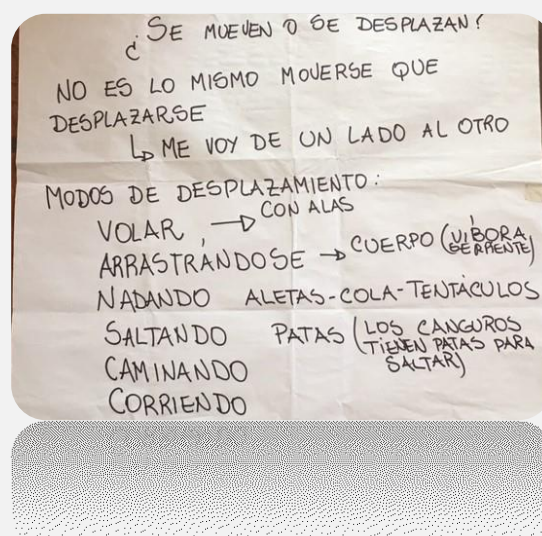 ¿SE MUEVEN O SE DESPLAZAN?
NO ES LO MISMO MOVERSE QUE
DESPLAZARSE
↳ ME VOY DE UN LADO AL OTRO
MODOS DE DESPLAZAMIENTO:
VOLAR → CON ALAS
ARRASTRÁNDOSE → CUERPO (VÍBORA, SERPIENTE)
NADANDO ALETAS-COLA-TENTÁCULOS
SALTANDO PATAS (LOS CANGUROS TIENEN PATAS PARA SALTAR)
CAMINANDO
CORRIENDO